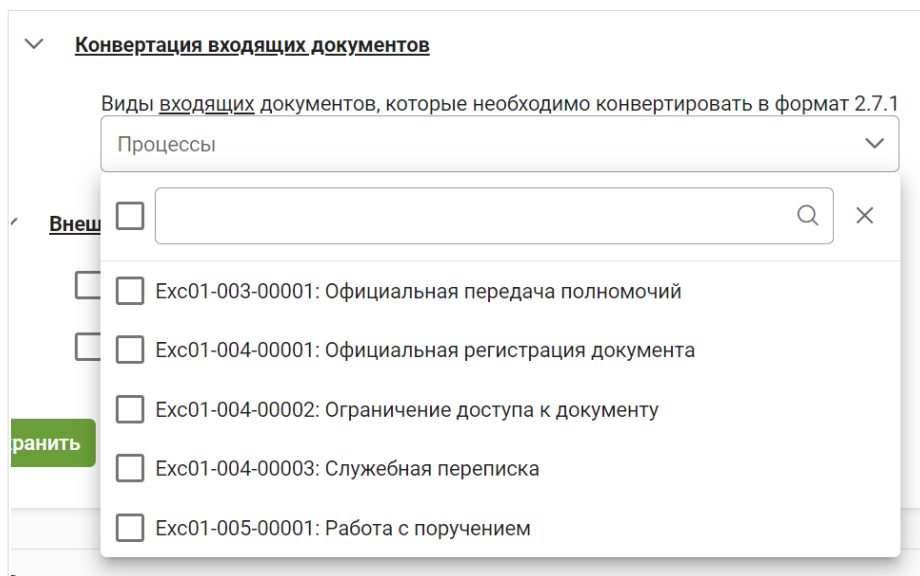 Конвертация входящих документов
Виды входящих документов, которые необходимо конвертировать в формат 2.7.1
Процессы
Внеш
Exc01-003-00001: Официальная передача полномочий
Exc01-004-00001: Официальная регистрация документа
Exc01-004-00002: Ограничение доступа к документу
ранить
Exc01-004-00003: Служебная переписка
Exc01-005-00001: Работа с поручением